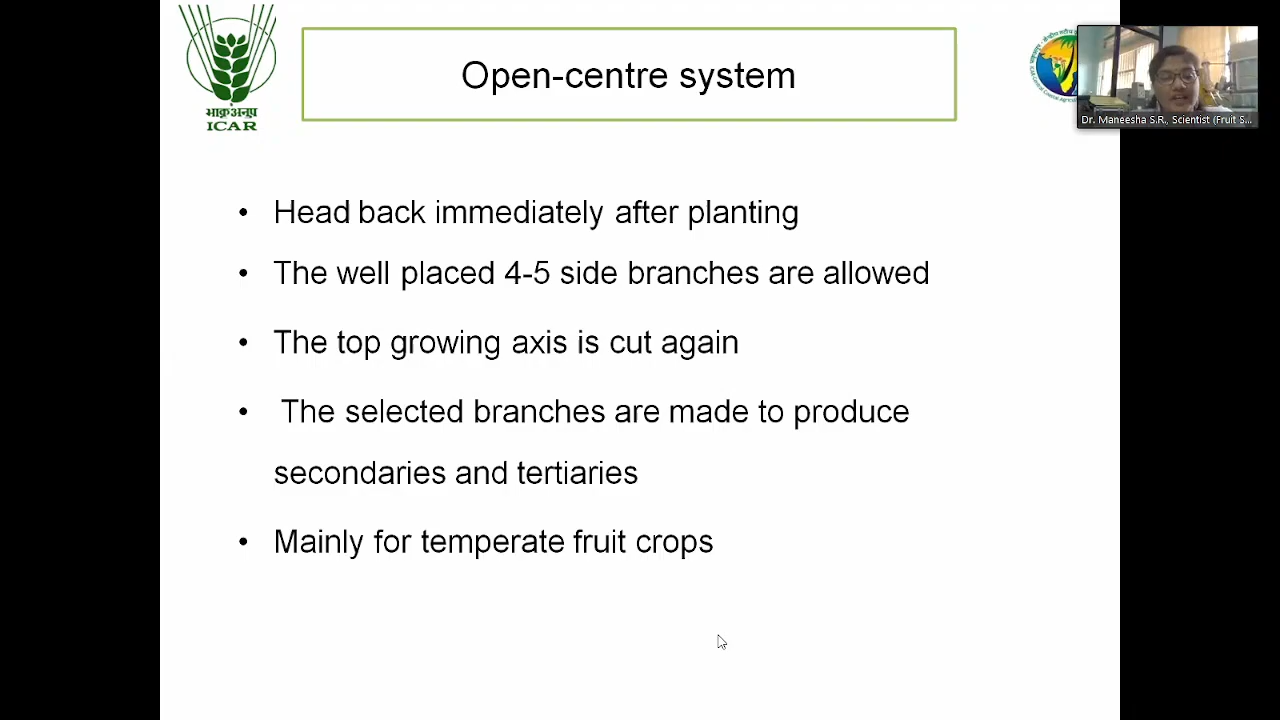 भाकृअनुप
ICAR
Open-centre system
Dr. Maneesha S.R., Scientist (Fruit S...
• Head back immediately after planting
• The well placed 4-5 side branches are allowed
• The top growing axis is cut again
• The selected branches are made to produce
secondaries and tertiaries
• Mainly for temperate fruit crops